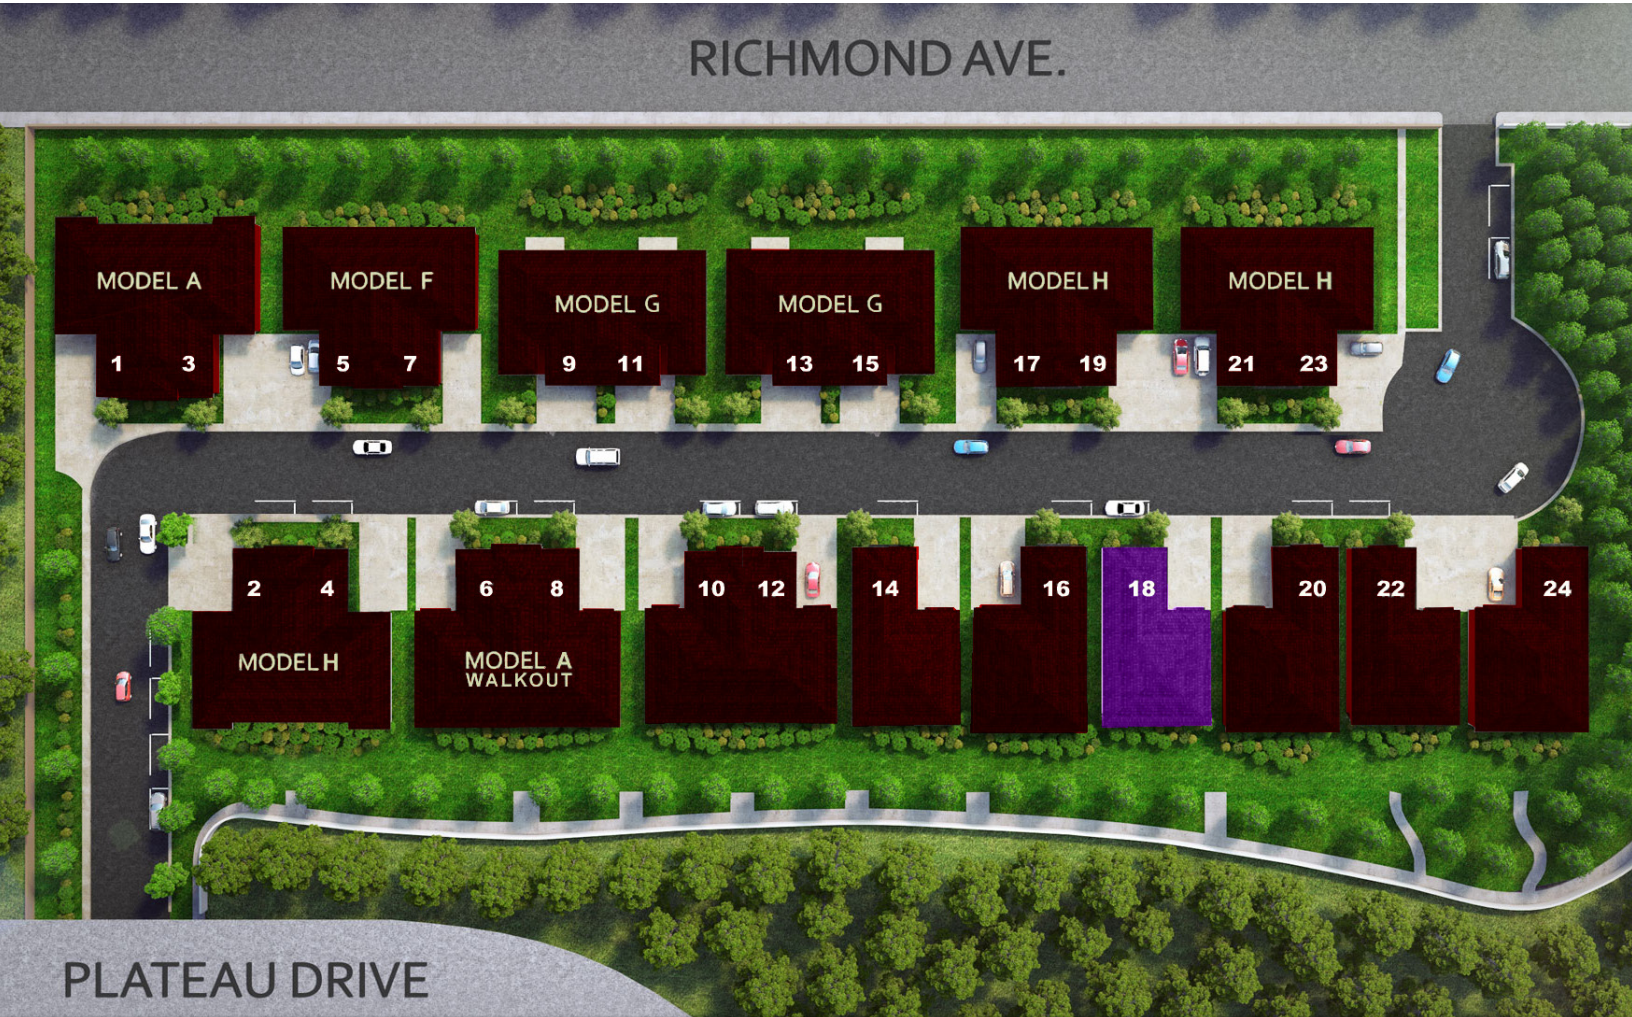 RICHMOND AVE.
MODEL A
MODEL F
MODEL G
MODEL G
MODEL H
MODEL H
1 3 5 7 9 11 13 15 17 19 21 23
2 4 6 8 10 12 14 16 18 20 22 24
MODEL H
MODEL A
WALKOUT
PLATEAU DRIVE